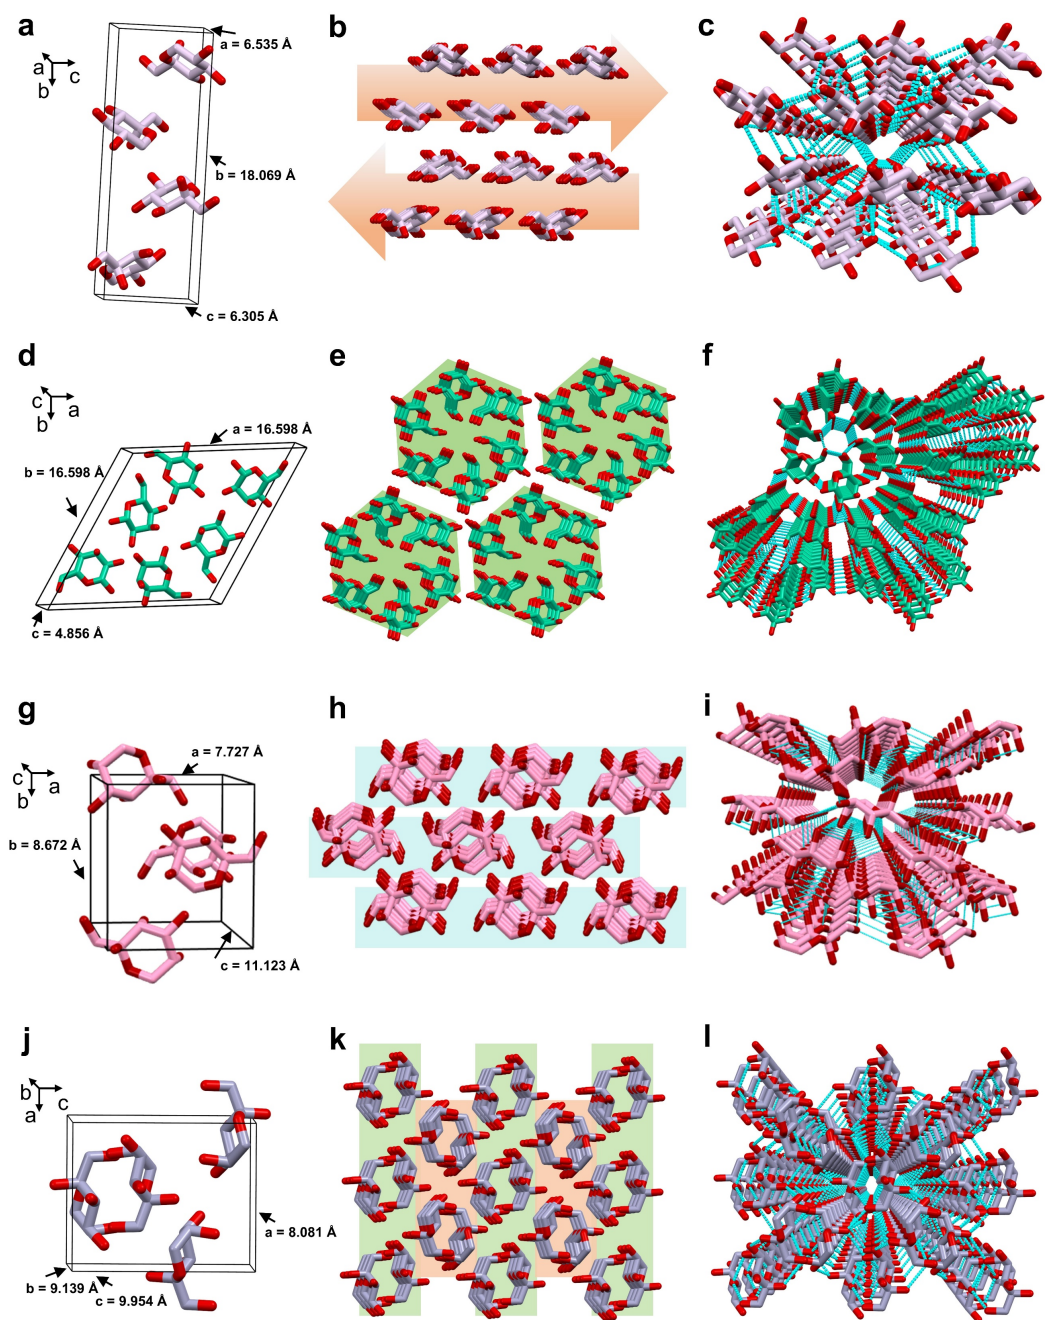 a
a = 6.535 Å
a
c
b
b = 18.069 Å
c = 6.305 Å
b
c
d
c
a
b
a = 16.598 Å
b = 16.598 Å
c = 4.856 Å
e
f
g
c
a
b
a = 7.727 Å
b = 8.672 Å
c = 11.123 Å
h
i
j
b
c
a
a = 8.081 Å
b = 9.139 Å
c = 9.954 Å
k
l